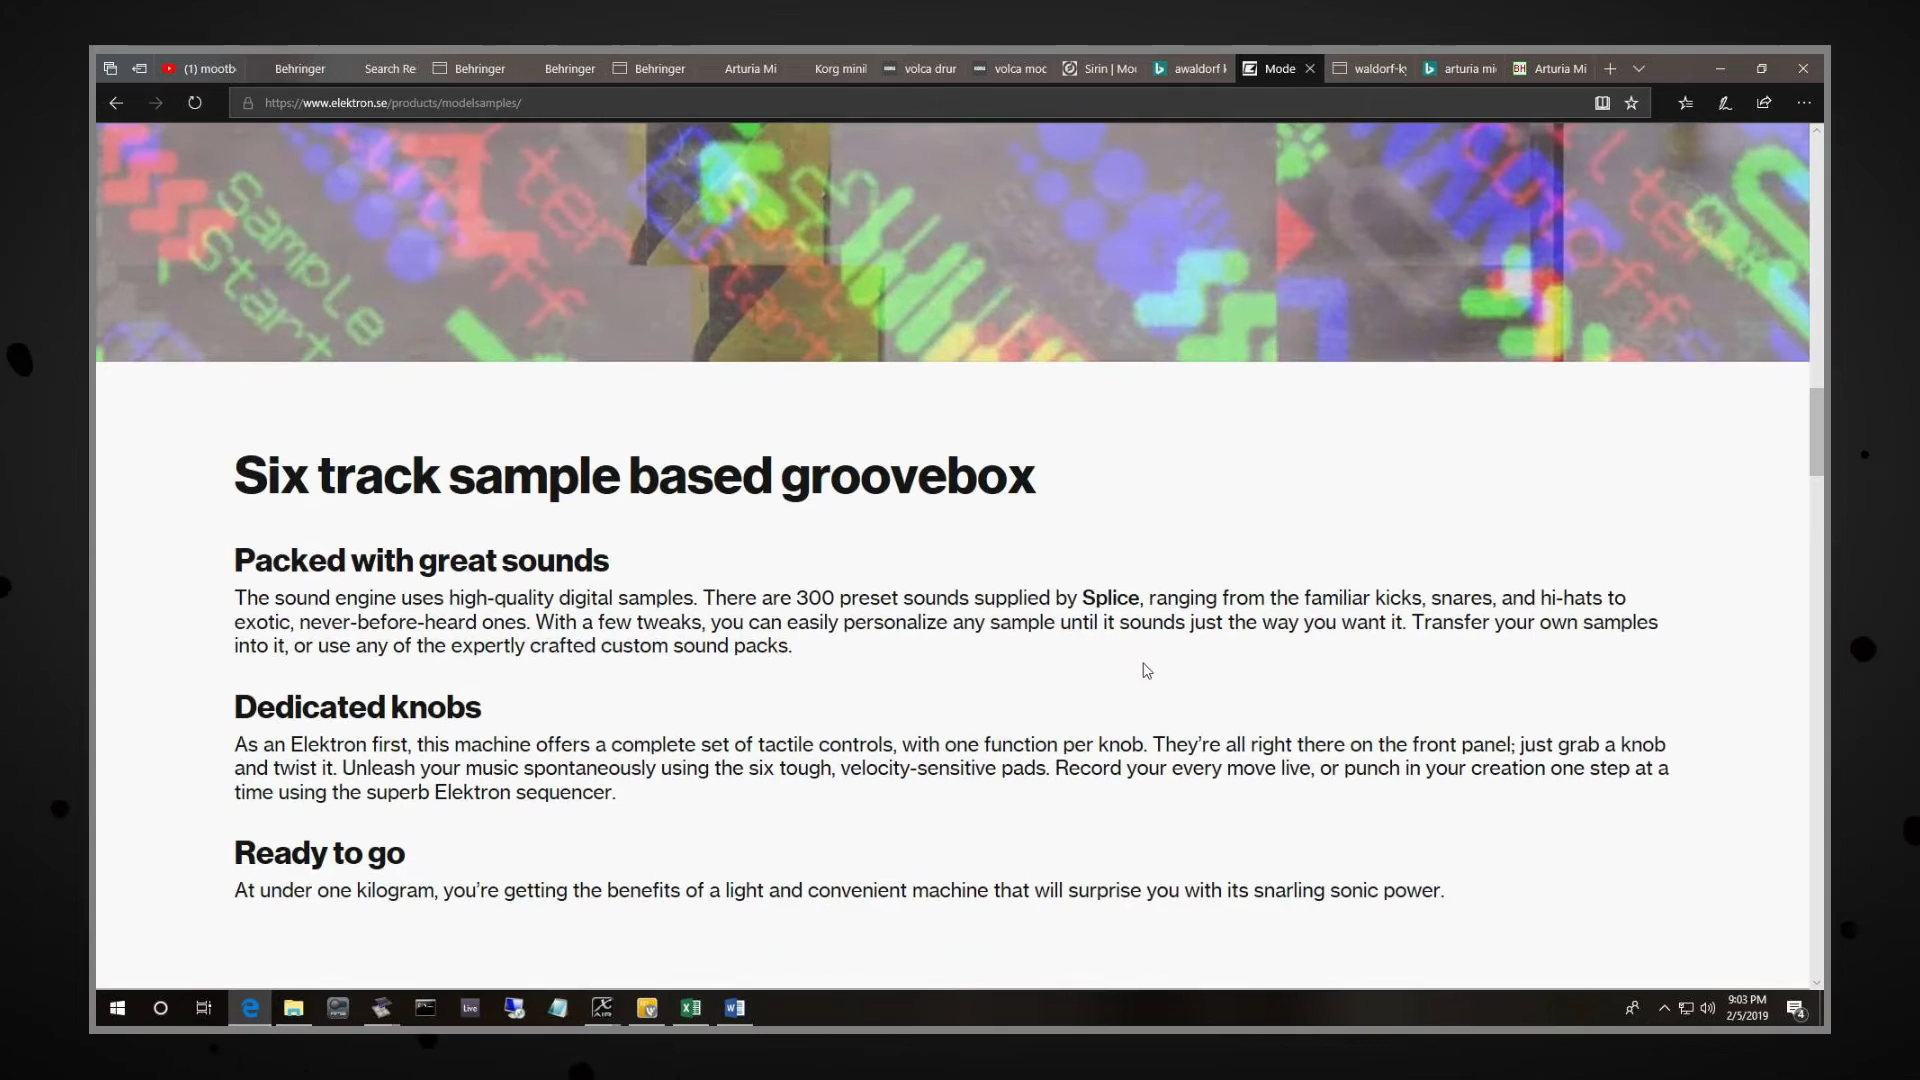 (1) mootb
Behringer
Search Re
Behringer
Behringer
Behringer
Arturia Mi
Korg minil
volca drur
volca moc
Sirin | Mo
awaldorf k
Mode
waldorf-ky
arturia mi
BH
Arturia Mi
https://www.elektron.se/products/modelsamples/
Sample
Start
Six track sample based groovebox
Packed with great sounds
The sound engine uses high-quality digital samples. There are 300 preset sounds supplied by Splice, ranging from the familiar kicks, snares, and hi-hats to
exotic, never-before-heard ones. With a few tweaks, you can easily personalize any sample until it sounds just the way you want it. Transfer your own samples
into it, or use any of the expertly crafted custom sound packs.
Dedicated knobs
As an Elektron first, this machine offers a complete set of tactile controls, with one function per knob. They’re all right there on the front panel; just grab a knob
and twist it. Unleash your music spontaneously using the six tough, velocity-sensitive pads. Record your every move live, or punch in your creation one step at a
time using the superb Elektron sequencer.
Ready to go
At under one kilogram, you’re getting the benefits of a light and convenient machine that will surprise you with its snarling sonic power.
Live
9:03 PM
2/5/2019
4